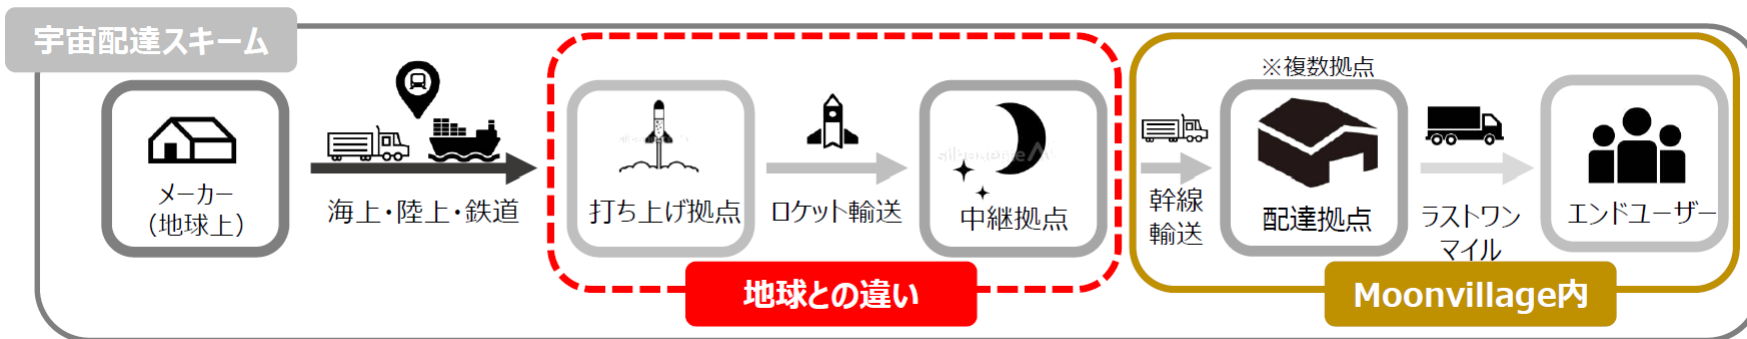 宇宙配達スキーム
メーカー
（地球上）
海上・陸上・鉄道
打ち上げ拠点
ロケット輸送
中継拠点
地球との違い
幹線
輸送
※複数拠点
配達拠点
ラストワン
マイル
エンドユーザー
Moonvillage内